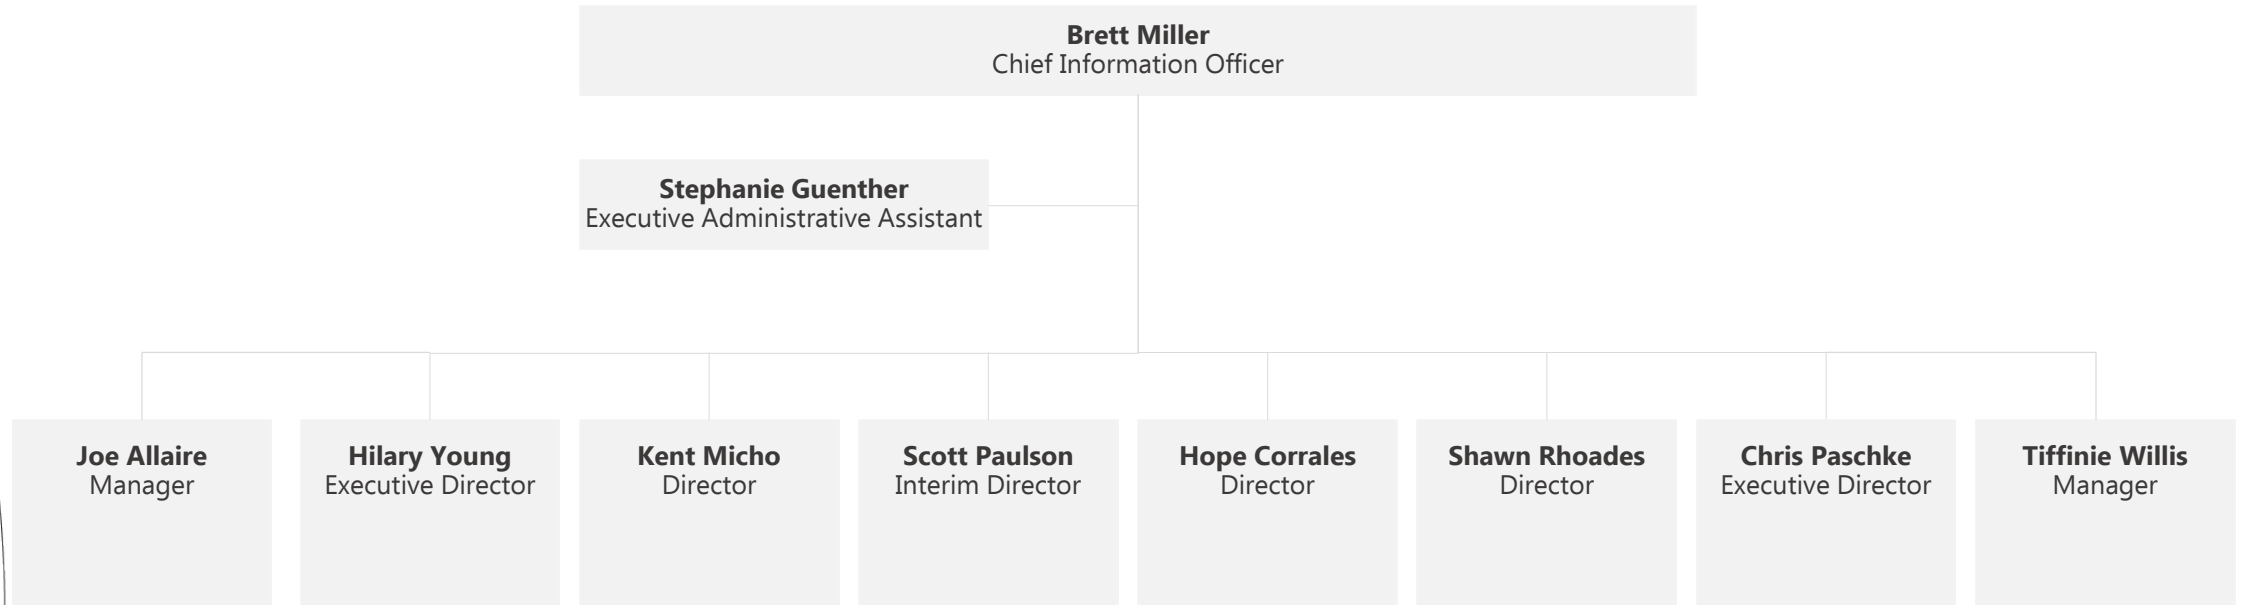 Brett Miller
Chief Information Officer
Stephanie Guenther
Executive Administrative Assistant
Joe Allaire
Manager
Hilary Young
Executive Director
Kent Micho
Director
Scott Paulson
Interim Director
Hope Corrales
Director
Shawn Rhoades
Director
Chris Paschke
Executive Director
Tiffinie Willis
Manager